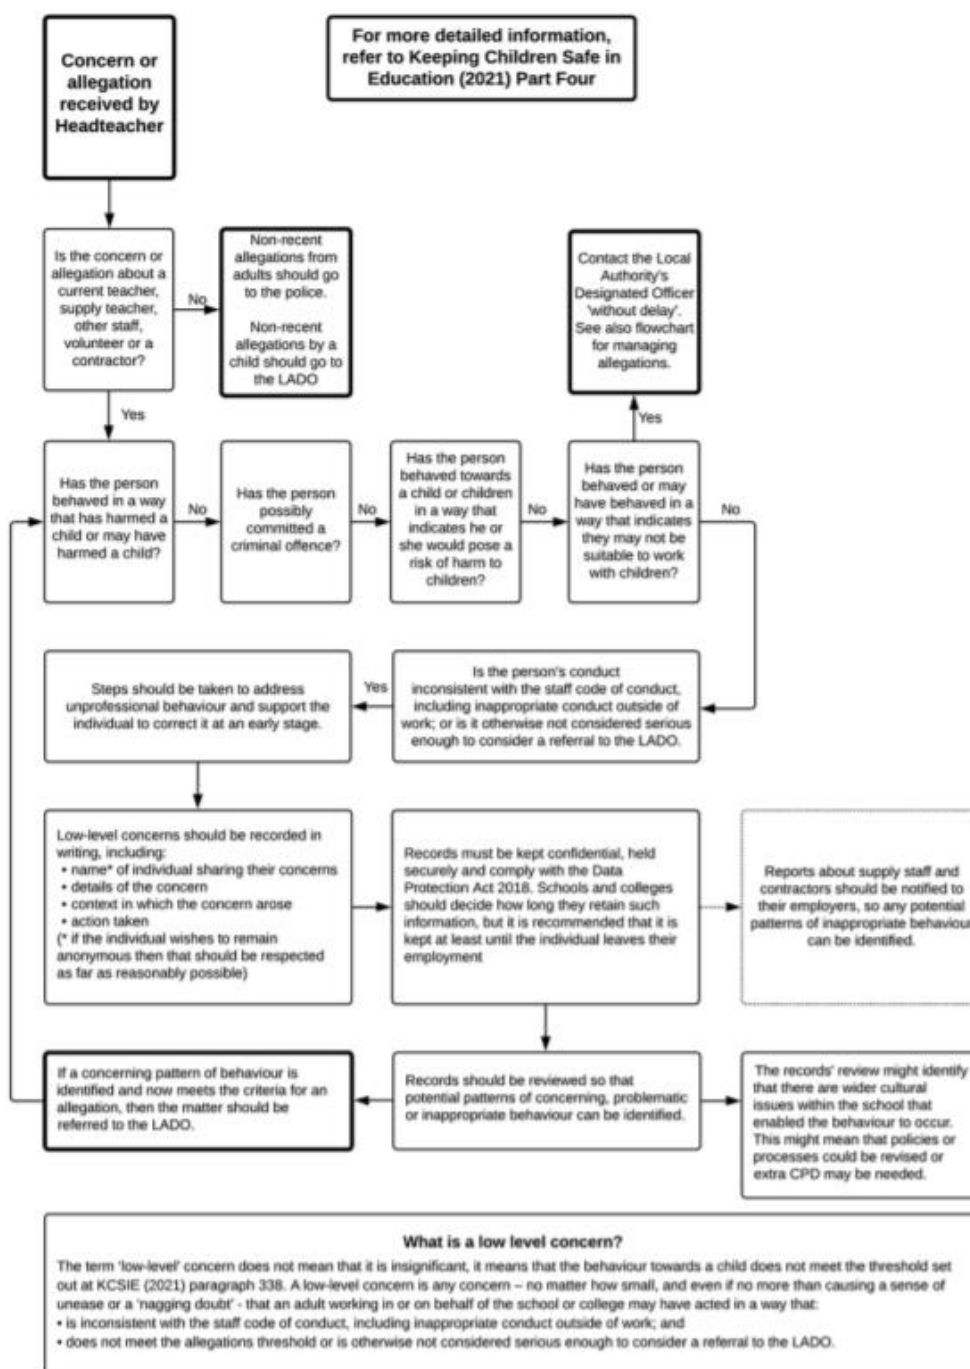 Concern or
allegation
received by
Headteacher
For more detailed information,
refer to Keeping Children Safe in
Education (2021) Part Four
Is the concern or
allegation about a
current teacher,
supply teacher,
other staff,
volunteer or a
contractor?
No
Non-recent
allegations from
adults should go
to the police.
Non-recent
allegations by a
child should go to
the LADO
Contact the Local
Authority's
Designated Officer
'without delay'.
See also flowchart
for managing
allegations.
Yes
Yes
Has the person
behaved in a way
that has harmed a
child or may have
harmed a child?
No
Has the person
possibly
committed a
criminal offence?
No
Has the person
behaved towards
a child or children
in a way that
indicates he or
she would pose a
risk of harm to
children?
No
Has the person
behaved or may
have behaved in a
way that indicates
they may not be
suitable to work
with children?
No
Steps should be taken to address
unprofessional behaviour and support the
individual to correct it at an early stage.
Yes
Is the person's conduct
inconsistent with the staff code of conduct,
including inappropriate conduct outside of
work; or is it otherwise not considered serious
enough to consider a referral to the LADO.
Low-level concerns should be recorded in
writing, including:
• name* of individual sharing their concerns
• details of the concern
• context in which the concern arose
• action taken
(* if the individual wishes to remain
anonymous then that should be respected
as far as reasonably possible)
Records must be kept confidential, held
securely and comply with the Data
Protection Act 2018. Schools and colleges
should decide how long they retain such
information, but it is recommended that it is
kept at least until the individual leaves their
employment
Reports about supply staff and
contractors should be notified to
their employers, so any potential
patterns of inappropriate behaviour
can be identified.
If a concerning pattern of behaviour is
identified and now meets the criteria for an
allegation, then the matter should be
referred to the LADO.
Records should be reviewed so that
potential patterns of concerning, problematic
or inappropriate behaviour can be identified.
The records' review might identify
that there are wider cultural
issues within the school that
enabled the behaviour to occur.
This might mean that policies or
processes could be revised or
extra CPD may be needed.
What is a low level concern?
The term 'low-level' concern does not mean that it is insignificant, it means that the behaviour towards a child does not meet the threshold set
out at KCSIE (2021) paragraph 338. A low-level concern is any concern – no matter how small, and even if no more than causing a sense of
unease or a 'nagging doubt' - that an adult working in or on behalf of the school or college may have acted in a way that:
• is inconsistent with the staff code of conduct, including inappropriate conduct outside of work; and
• does not meet the allegations threshold or is otherwise not considered serious enough to consider a referral to the LADO.